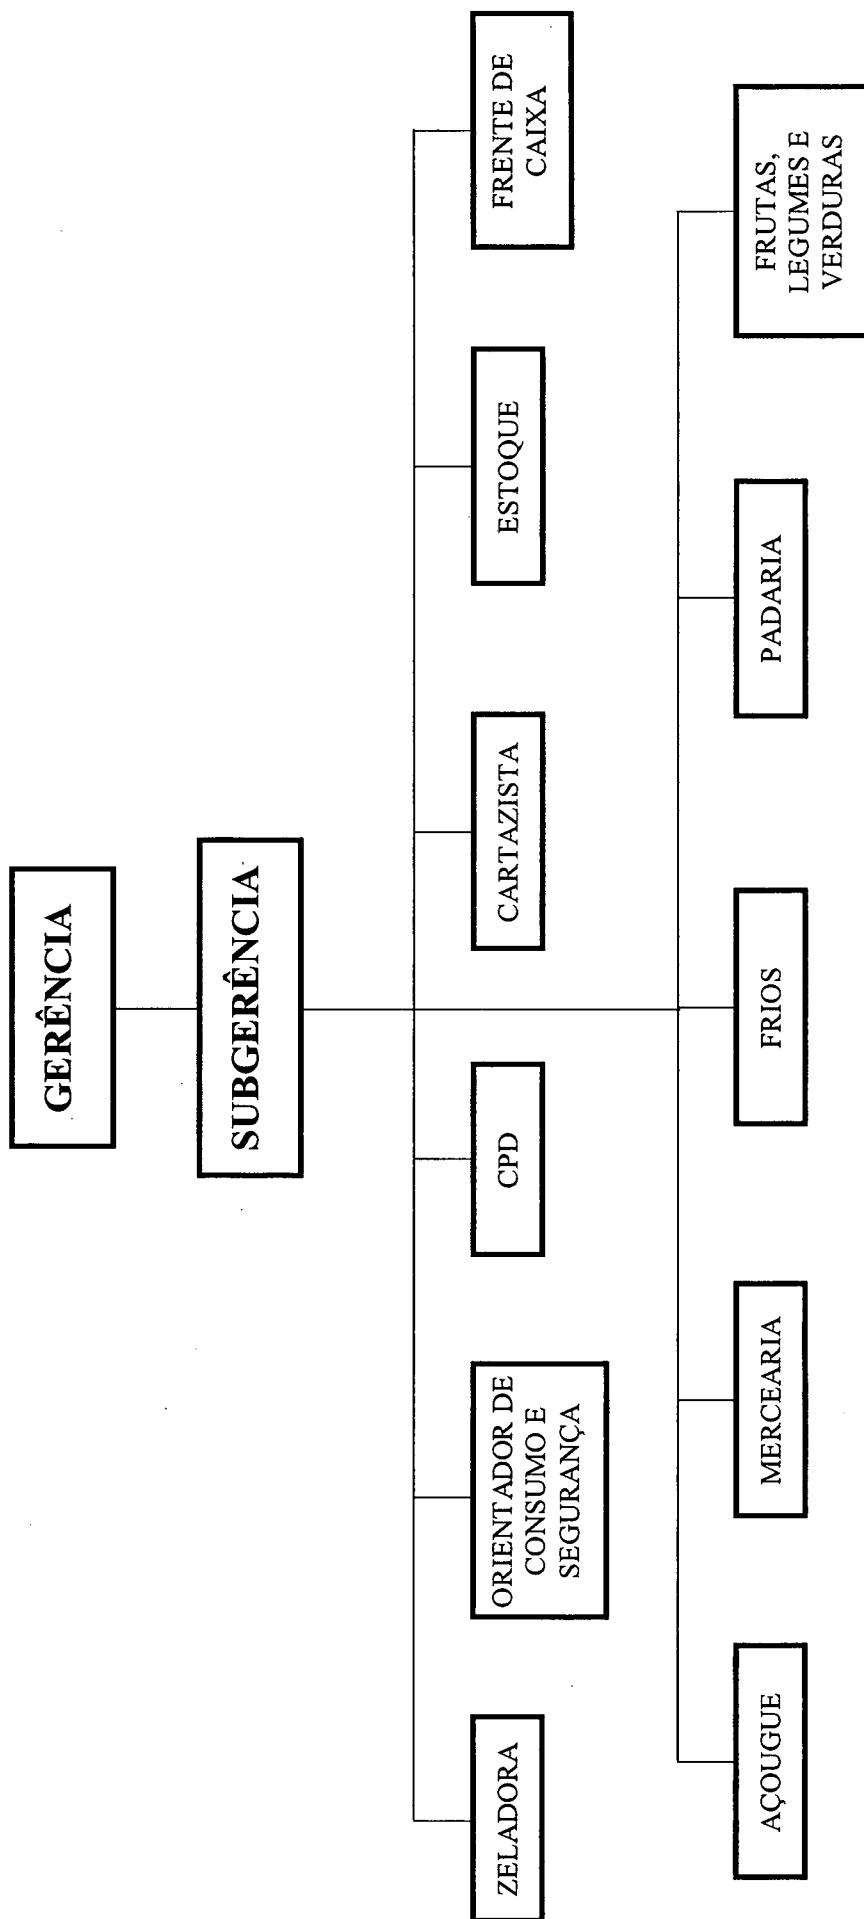 GERÊNCIA
SUBGERÊNCIA
ZELADORA
ORIENTADOR DE
CONSUMO E
SEGURANÇA
CPD
CARTAZISTA
ESTOQUE
FRENTE DE
CAIXA
AÇOUGUE
MERCEARIA
FRIOS
PADARIA
FRUTAS,
LEGUMES E
VERDURAS